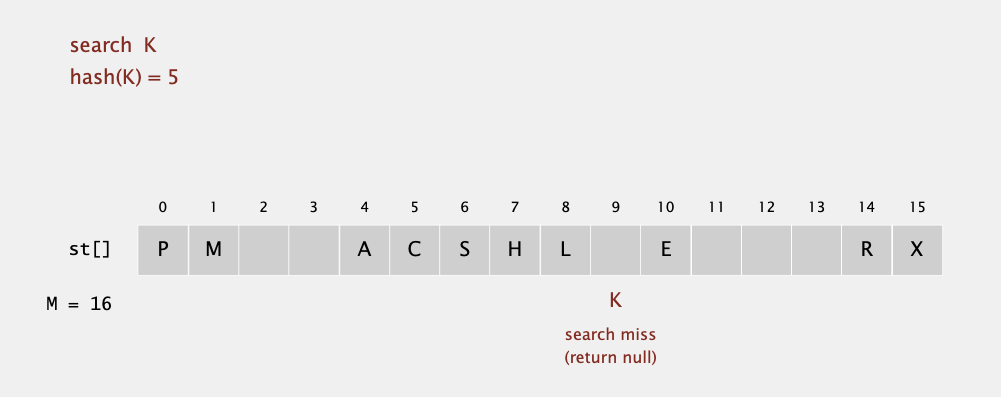 search K
hash(K) = 5
0 1 2 3 4 5 6 7 8 9 10 11 12 13 14 15
st[] P M A C S H L E R X
M = 16
K
search miss
(return null)